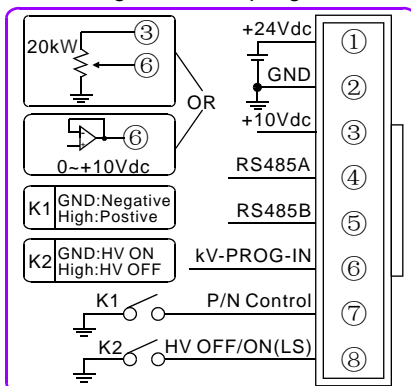 20kW
③
⑥
OR
⑥
0~+10Vdc
K1 GND:Negative
High:Postive
K2 GND:HV ON
High:HV OFF
+24Vdc ①
GND ②
+10Vdc ③
RS485A ④
RS485B ⑤
kV-PROG-IN ⑥
K1 P/N Control ⑦
K2 HV OFF/ON(LS) ⑧